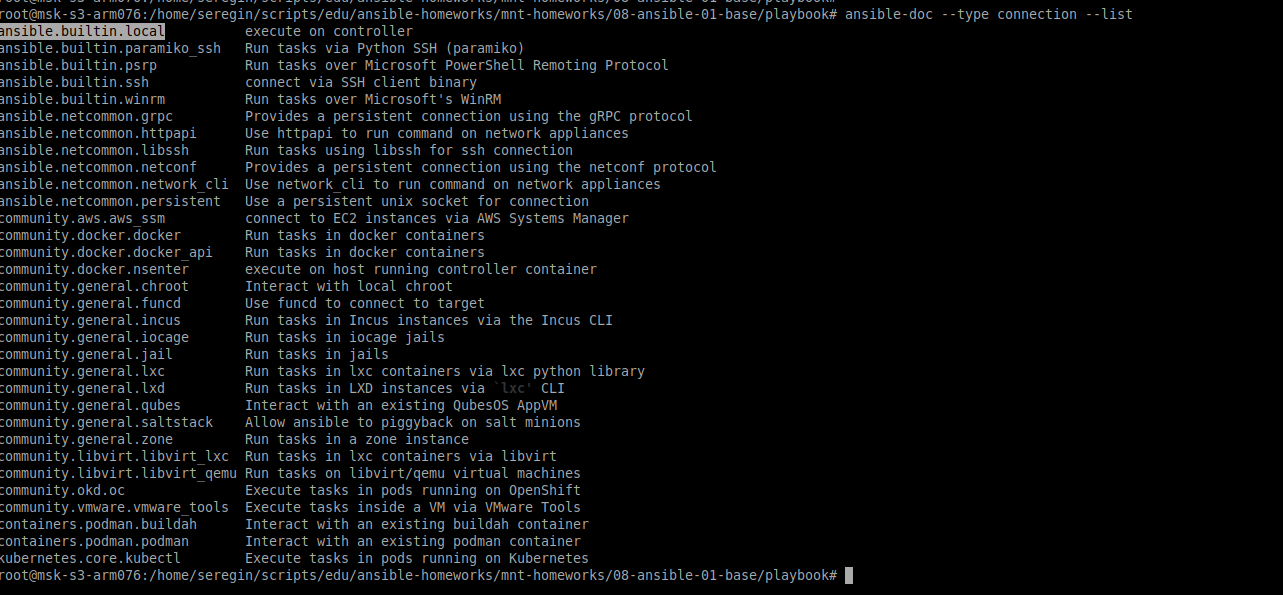 root@msk-s3-arm076:/home/seregin/scripts/edu/ansible-homeworks/mnt-homeworks/08-ansible-01-base/playbook#
root@msk-s3-arm076:/home/seregin/scripts/edu/ansible-homeworks/mnt-homeworks/08-ansible-01-base/playbook# ansible-doc --type connection --list
ansible.builtin.local execute on controller
ansible.builtin.paramiko_ssh Run tasks via Python SSH (paramiko)
ansible.builtin.psrp Run tasks over Microsoft PowerShell Remoting Protocol
ansible.builtin.ssh connect via SSH client binary
ansible.builtin.winrm Run tasks over Microsoft's WinRM
ansible.netcommon.grpc Provides a persistent connection using the gRPC protocol
ansible.netcommon.httpapi Use httpapi to run command on network appliances
ansible.netcommon.libssh Run tasks using libssh for ssh connection
ansible.netcommon.netconf Provides a persistent connection using the netconf protocol
ansible.netcommon.network_cli Use network_cli to run command on network appliances
ansible.netcommon.persistent Use a persistent unix socket for connection
community.aws.aws_ssm connect to EC2 instances via AWS Systems Manager
community.docker.docker Run tasks in docker containers
community.docker.docker_api Run tasks in docker containers
community.docker.nsenter execute on host running controller container
community.general.chroot Interact with local chroot
community.general.funcd Use funcd to connect to target
community.general.incus Run tasks in Incus instances via the Incus CLI
community.general.iocage Run tasks in iocage jails
community.general.jail Run tasks in jails
community.general.lxc Run tasks in lxc containers via lxc python library
community.general.lxd Run tasks in LXD instances via `lxc' CLI
community.general.qubes Interact with an existing QubesOS AppVM
community.general.saltstack Allow ansible to piggyback on salt minions
community.general.zone Run tasks in a zone instance
community.libvirt.libvirt_lxc Run tasks in lxc containers via libvirt
community.libvirt.libvirt_qemu Run tasks on libvirt/qemu virtual machines
community.okd.oc Execute tasks in pods running on OpenShift
community.vmware.vmware_tools Execute tasks inside a VM via VMware Tools
containers.podman.buildah Interact with an existing buildah container
containers.podman.podman Interact with an existing podman container
kubernetes.core.kubectl Execute tasks in pods running on Kubernetes
root@msk-s3-arm076:/home/seregin/scripts/edu/ansible-homeworks/mnt-homeworks/08-ansible-01-base/playbook#